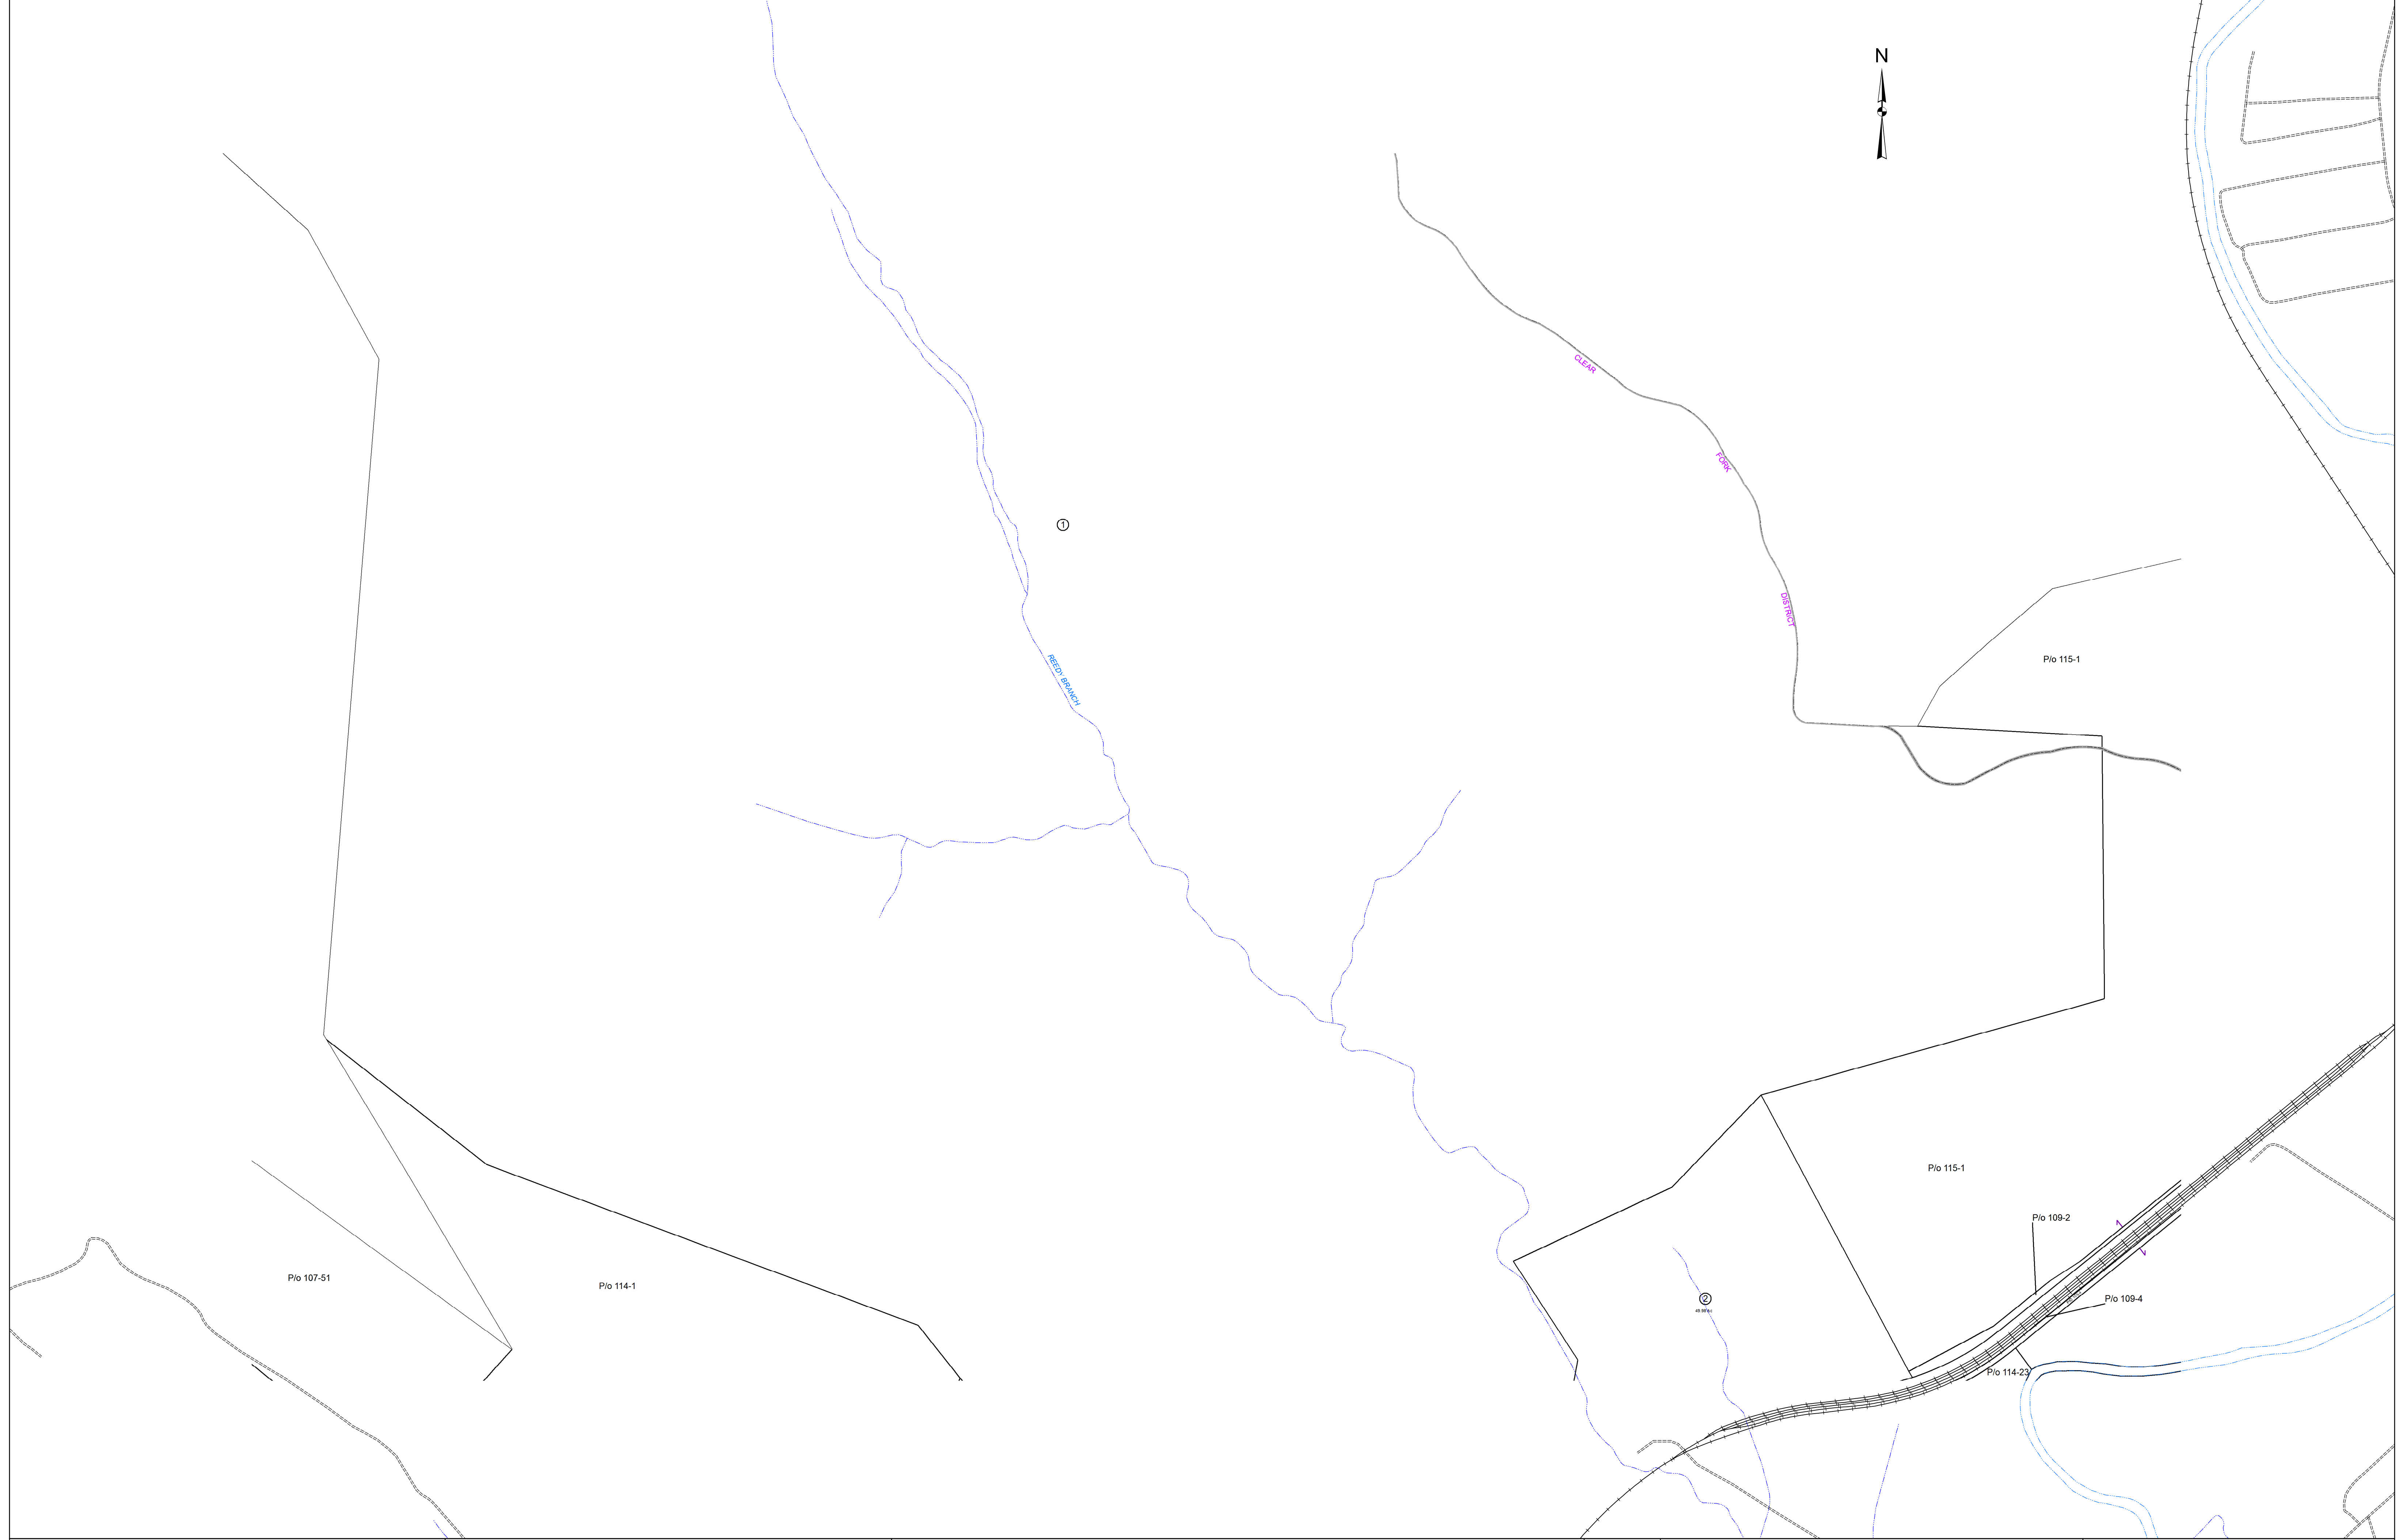 N
CLEAR
FORK
1
DISTRICT
REEDY BRANCH
P/o 115-1
P/o 115-1
P/o 109-2
P/o 107-51
P/o 114-1
2
P/o 109-4
P/o 114-23